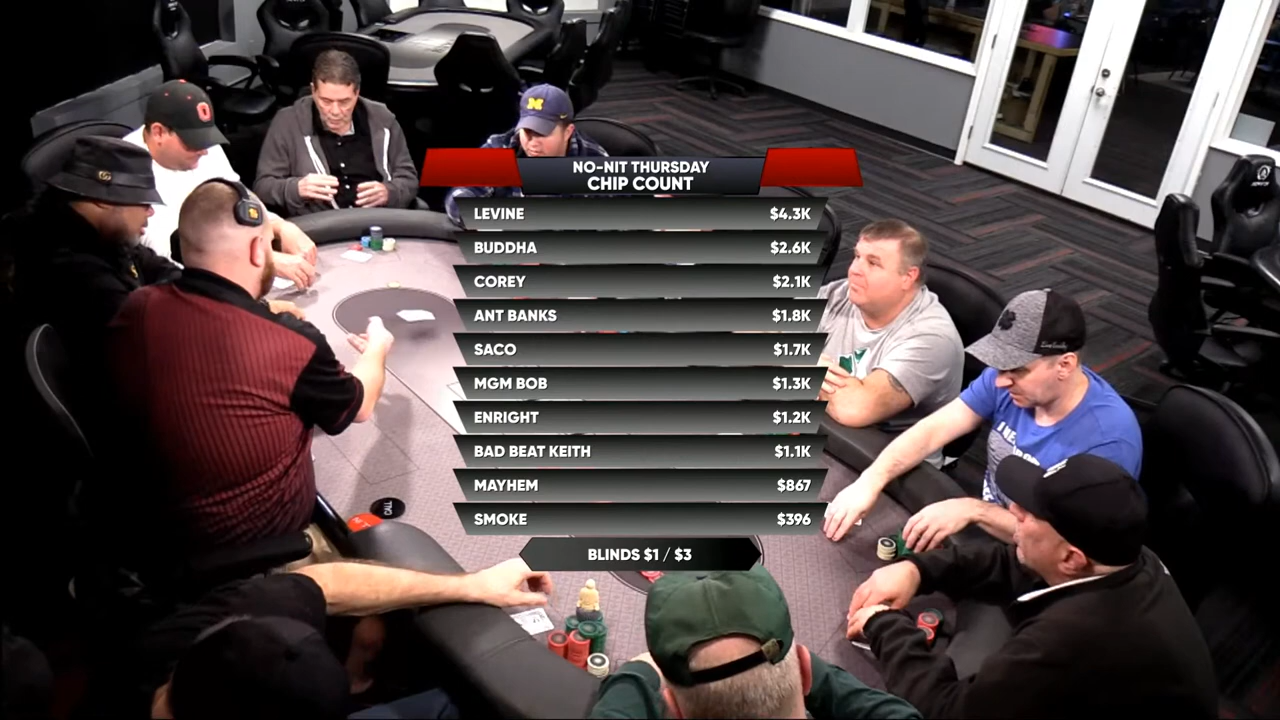 NO-NIT THURSDAY
CHIP COUNT
LEVINE $4.3K
BUDDHA $2.6K
COREY $2.1K
ANT BANKS $1.8K
SACO $1.7K
MGM BOB $1.3K
ENRIGHT $1.2K
BAD BEAT KEITH $1.1K
MAYHEM $867
SMOKE $396
BLINDS $1 / $3
M
O
CALL